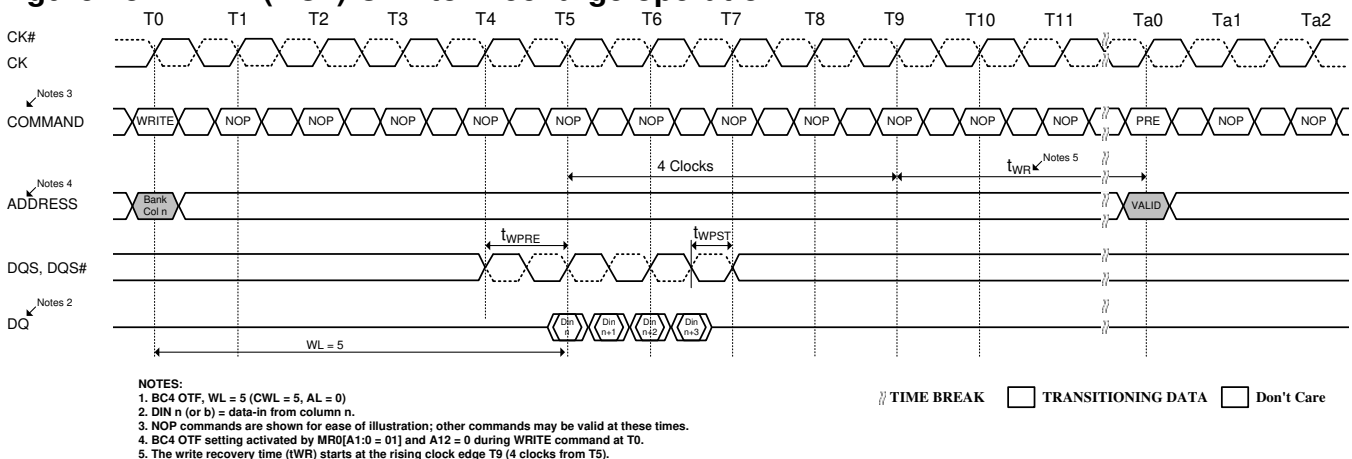 T0 T1 T2 T3 T4 T5 T6 T7 T8 T9 T10 T11 Ta0 Ta1 Ta2
CK#
CK
Notes 3
COMMAND WRITE NOP NOP NOP NOP NOP NOP NOP NOP NOP NOP NOP PRE NOP NOP
4 Clocks tWR Notes 5
Notes 4
ADDRESS Bank Col n VALID
tWPRE tWPST
DQS, DQS#
Notes 2
DQ Din n Din n+1 Din n+2 Din n+3
WL = 5
NOTES:
1. BC4 OTF, WL = 5 (CWL = 5, AL = 0)
2. DIN n (or b) = data-in from column n.
3. NOP commands are shown for ease of illustration; other commands may be valid at these times.
4. BC4 OTF setting activated by MR0[A1:0 = 01] and A12 = 0 during WRITE command at T0.
5. The write recovery time (tWR) starts at the rising clock edge T9 (4 clocks from T5).
TIME BREAK TRANSITIONING DATA Don't Care